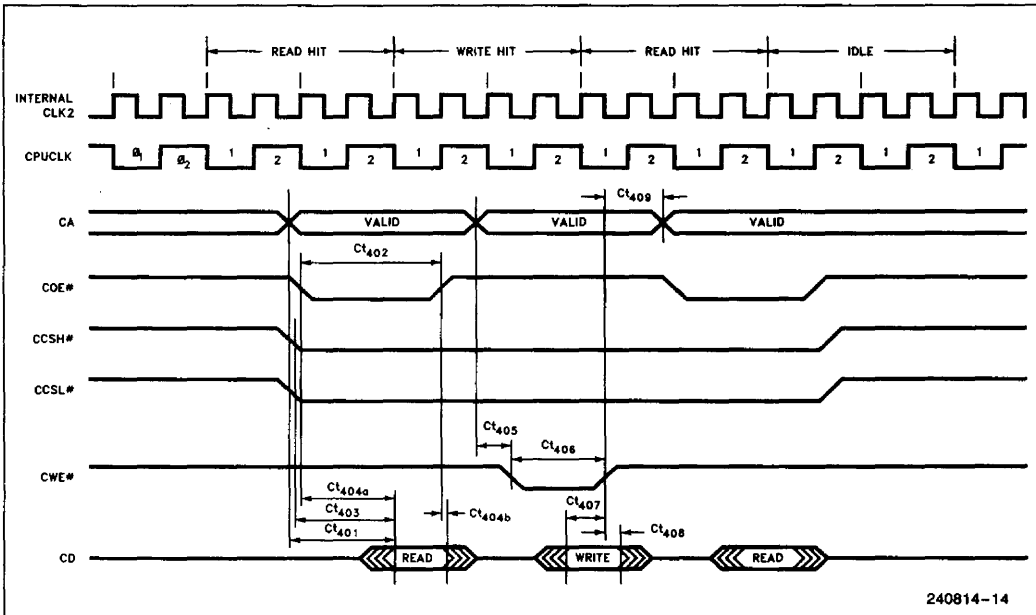 READ HIT WRITE HIT READ HIT IDLE
INTERNAL
CLK2
CPUCLK Ø1 Ø2 1 2 1 2 1 2 1 2 1 2 1 2 1 2 1 2 1
Ct409
CA VALID VALID VALID
Ct402
COE#
CCSH#
CCSL#
Ct405 Ct406
CWE#
Ct404a Ct407
Ct403 Ct404b
Ct401 Ct408
CD READ WRITE READ
240814-14